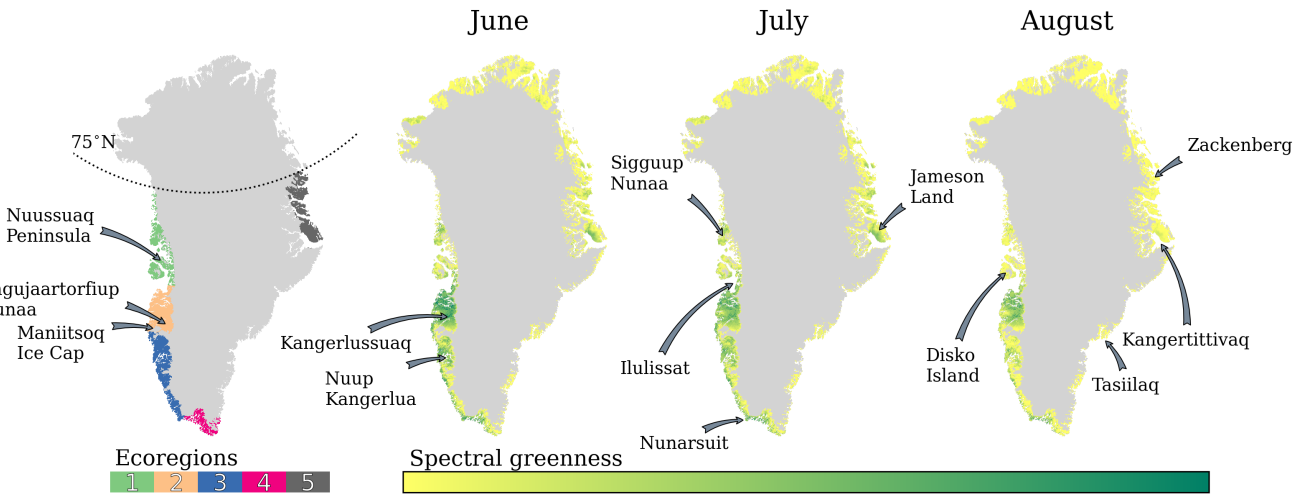 June
July
August
75°N
Nuussuaq
Peninsula
Maniitsoq
Ice Cap
Ecoregions
1 2 3 4 5
Kangerlussuaq
Nuup
Kangerlua
Sigguup
Nunaa
Jameson
Land
Ilulissat
Nunarsuit
Zackenberg
Disko
Island
Kangertittivaq
Tasiilaq
Spectral greenness